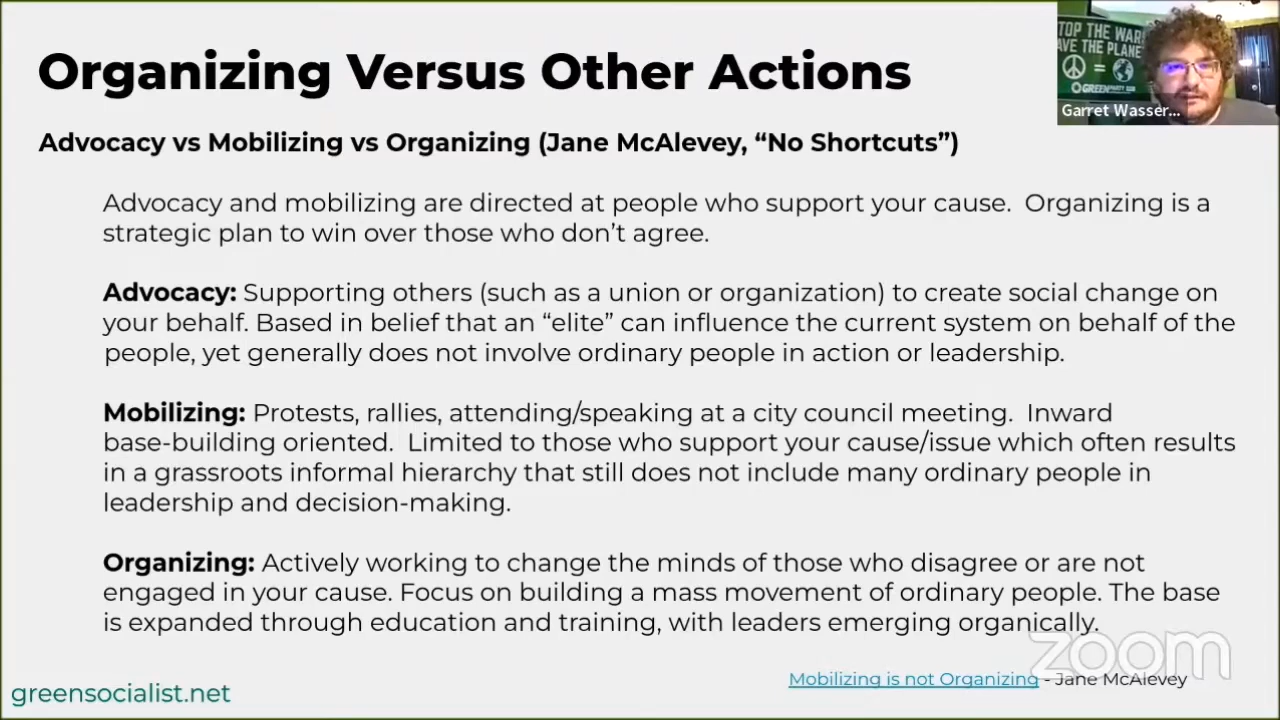 Organizing Versus Other Actions
TOP THE WAR
AVE THE PLANE
=
GREENPARTY
Garret Wasser...
Advocacy vs Mobilizing vs Organizing (Jane McAlevey, “No Shortcuts”)
Advocacy and mobilizing are directed at people who support your cause.  Organizing is a
strategic plan to win over those who don’t agree.
Advocacy: Supporting others (such as a union or organization) to create social change on
your behalf. Based in belief that an “elite” can influence the current system on behalf of the
people, yet generally does not involve ordinary people in action or leadership.
Mobilizing: Protests, rallies, attending/speaking at a city council meeting.  Inward
base-building oriented.  Limited to those who support your cause/issue which often results
in a grassroots informal hierarchy that still does not include many ordinary people in
leadership and decision-making.
Organizing: Actively working to change the minds of those who disagree or are not
engaged in your cause. Focus on building a mass movement of ordinary people. The base
is expanded through education and training, with leaders emerging organically.
zoom
Mobilizing is not Organizing - Jane McAlevey
greensocialist.net